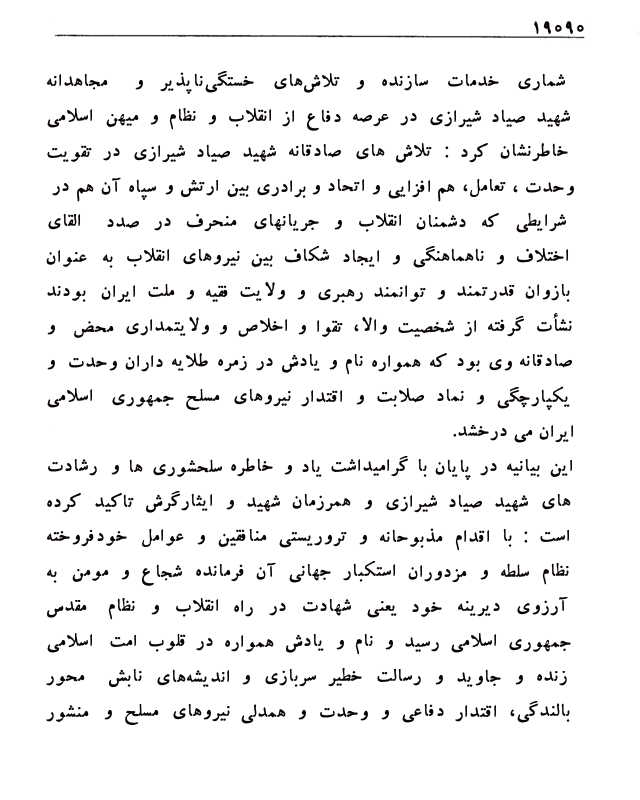 ۱۹۰۹۰
شماری خدمات سازنده و تلاش‌های خستگی‌ناپذیر و مجاهدانه
شهید صیاد شیرازی در عرصه دفاع از انقلاب و نظام و میهن اسلامی
خاطرنشان کرد : تلاش های صادقانه شهید صیاد شیرازی در تقویت
وحدت ، تعامل، هم افزایی و اتحاد و برادری بین ارتش و سپاه آن هم در
شرایطی که دشمنان انقلاب و جریانهای منحرف در صدد القای
اختلاف و ناهماهنگی و ایجاد شکاف بین نیروهای انقلاب به عنوان
بازوان قدرتمند و توانمند رهبری و ولایت فقیه و ملت ایران بودند
نشأت گرفته از شخصیت والا، تقوا و اخلاص و ولایتمداری محض و
صادقانه وی بود که همواره نام و یادش در زمره طلایه داران وحدت و
یکپارچگی و نماد صلابت و اقتدار نیروهای مسلح جمهوری اسلامی
ایران می درخشد.
این بیانیه در پایان با گرامیداشت یاد و خاطره سلحشوری ها و رشادت
های شهید صیاد شیرازی و همرزمان شهید و ایثارگرش تاکید کرده
است : با اقدام مذبوحانه و تروریستی منافقین و عوامل خودفروخته
نظام سلطه و مزدوران استکبار جهانی آن فرمانده شجاع و مومن به
آرزوی دیرینه خود یعنی شهادت در راه انقلاب و نظام مقدس
جمهوری اسلامی رسید و نام و یادش همواره در قلوب امت اسلامی
زنده و جاوید و رسالت خطیر سربازی و اندیشه‌های نابش محور
بالندگی، اقتدار دفاعی و وحدت و همدلی نیروهای مسلح و منشور